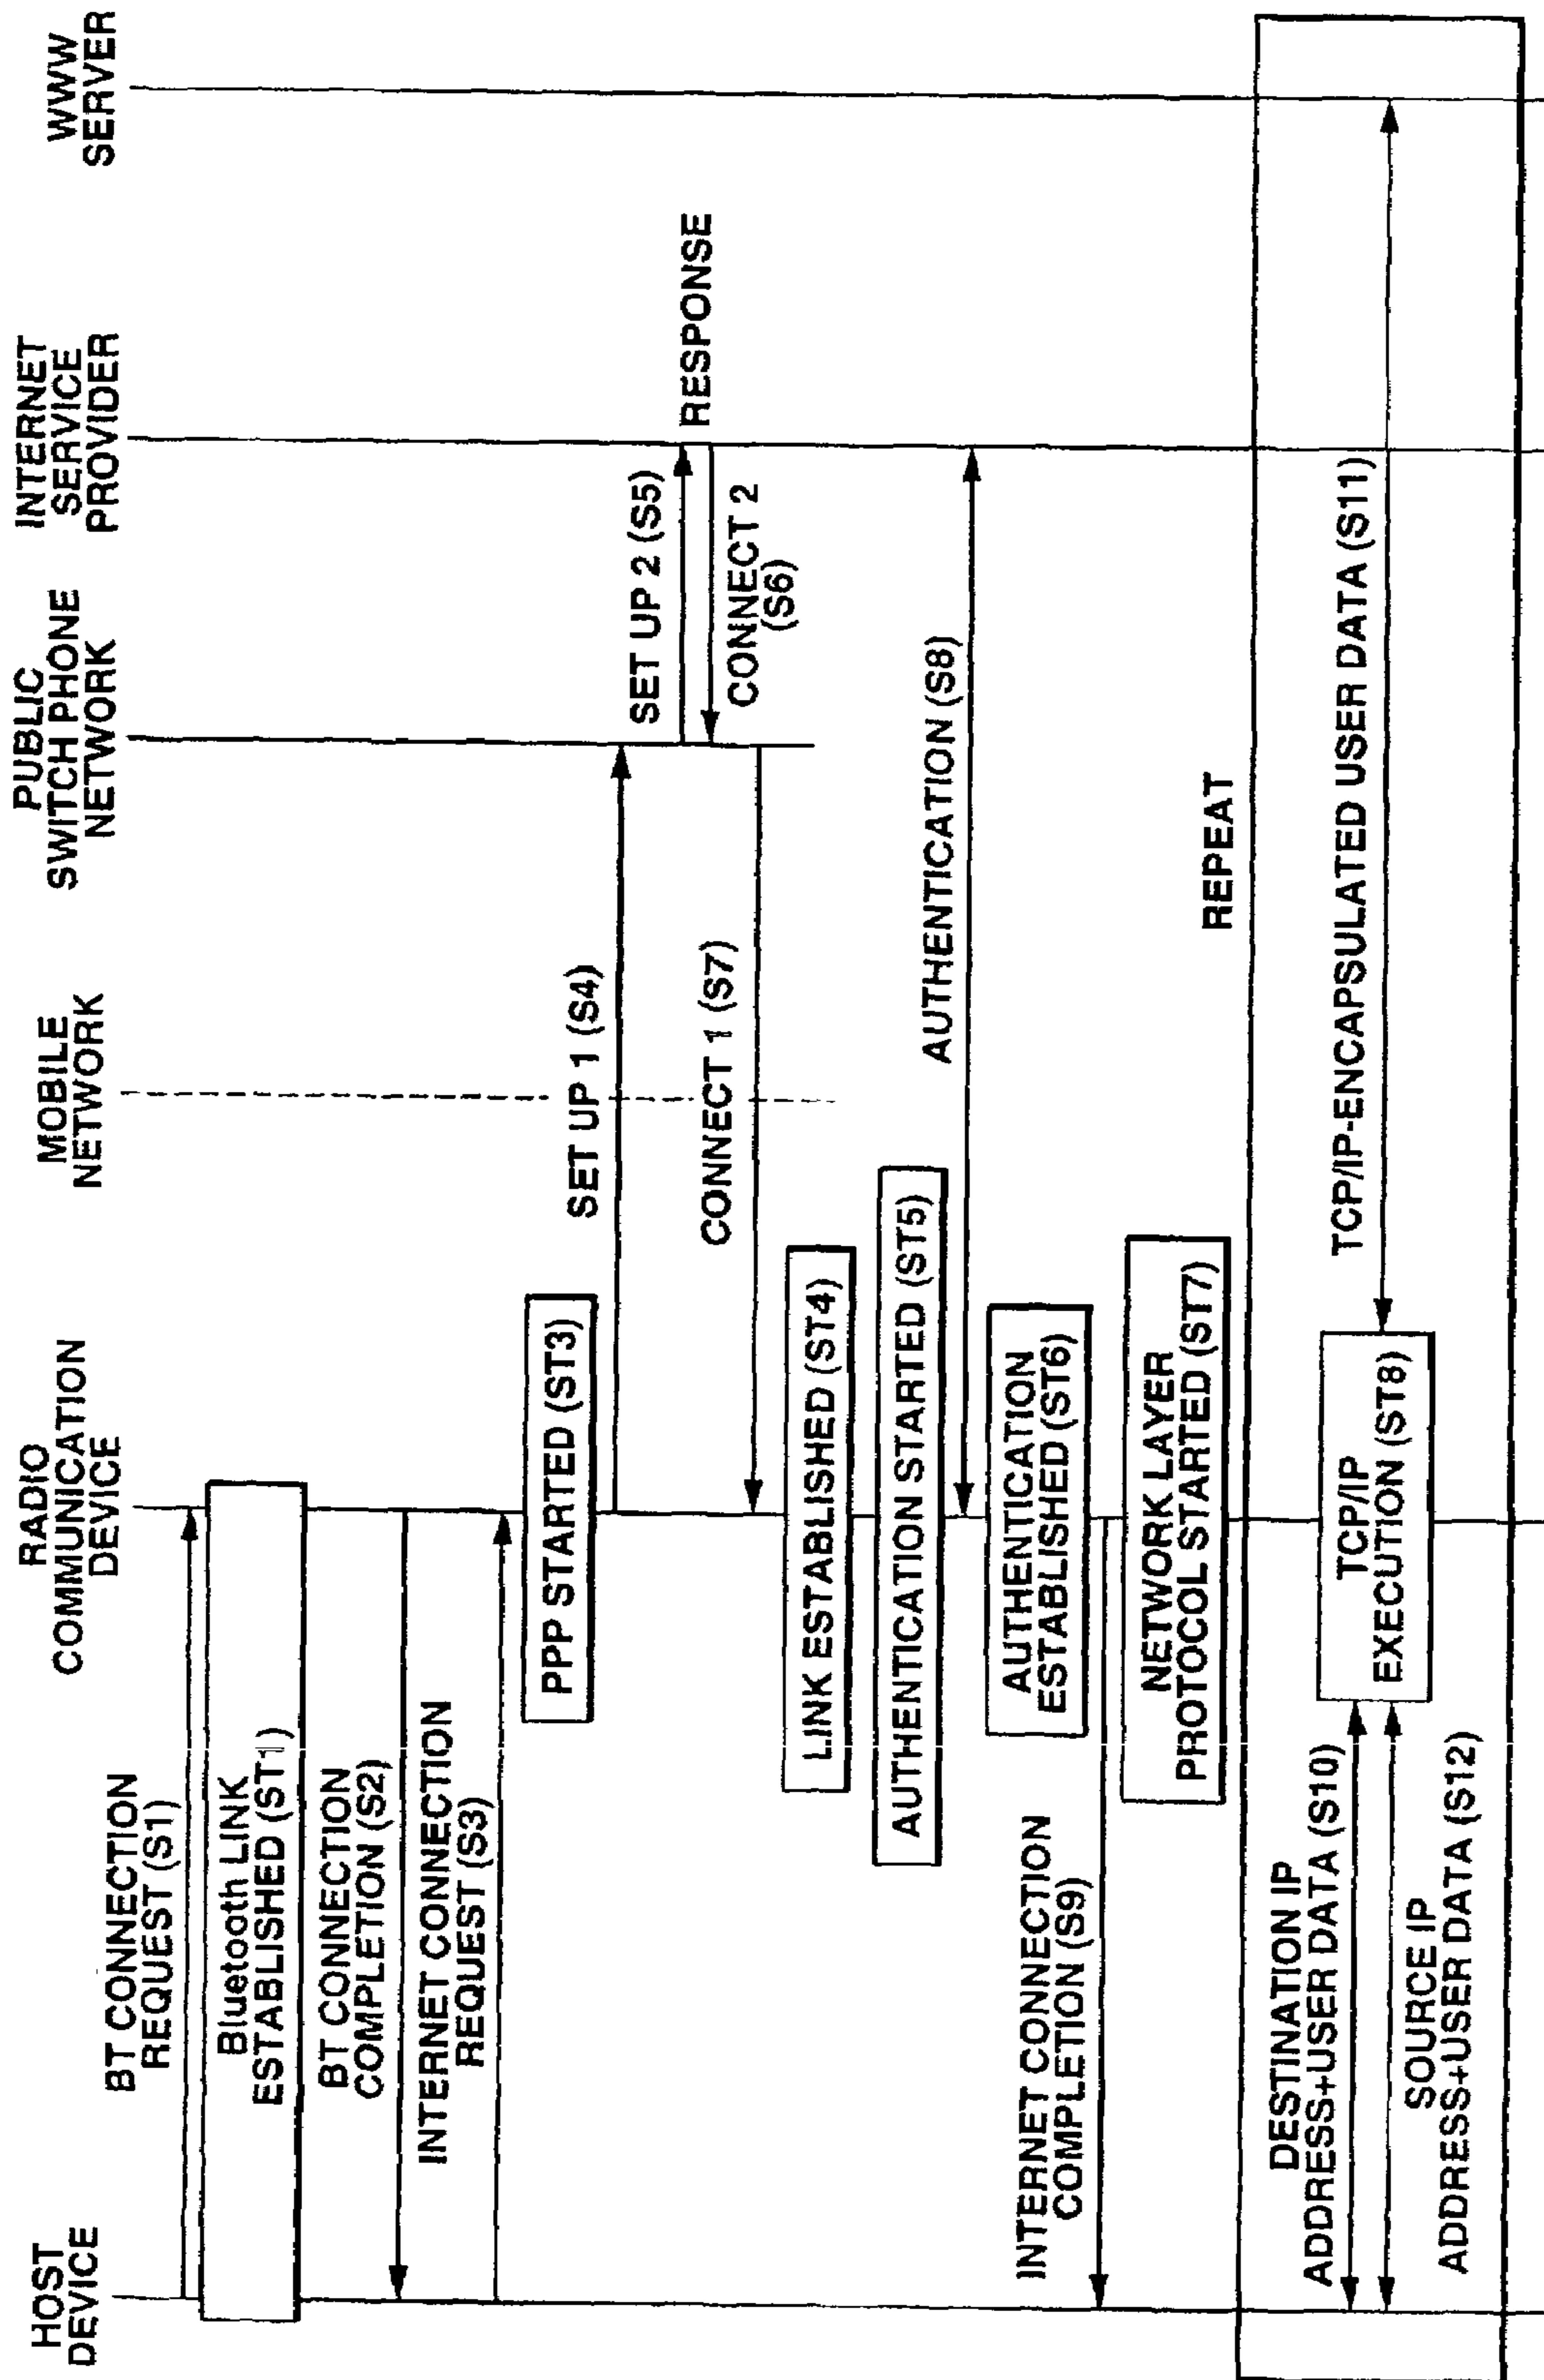 HOST
DEVICE
RADIO
COMMUNICATION
DEVICE
MOBILE
NETWORK
PUBLIC
SWITCH PHONE
NETWORK
INTERNET
SERVICE
PROVIDER
WWW
SERVER
BT CONNECTION
REQUEST (S1)
Bluetooth LINK
ESTABLISHED (ST1)
BT CONNECTION
COMPLETION (S2)
INTERNET CONNECTION
REQUEST (S3)
PPP STARTED (ST3)
SET UP 1 (S4)
SET UP 2 (S5)
RESPONSE
CONNECT 2
(S6)
CONNECT 1 (S7)
LINK ESTABLISHED (ST4)
AUTHENTICATION STARTED (ST5)
AUTHENTICATION (S8)
AUTHENTICATION
ESTABLISHED (ST6)
INTERNET CONNECTION
COMPLETION (S9)
NETWORK LAYER
PROTOCOL STARTED (ST7)
REPEAT
DESTINATION IP
ADDRESS+USER DATA (S10)
TCP/IP
EXECUTION (ST8)
TCP/IP-ENCAPSULATED USER DATA (S11)
SOURCE IP
ADDRESS+USER DATA (S12)